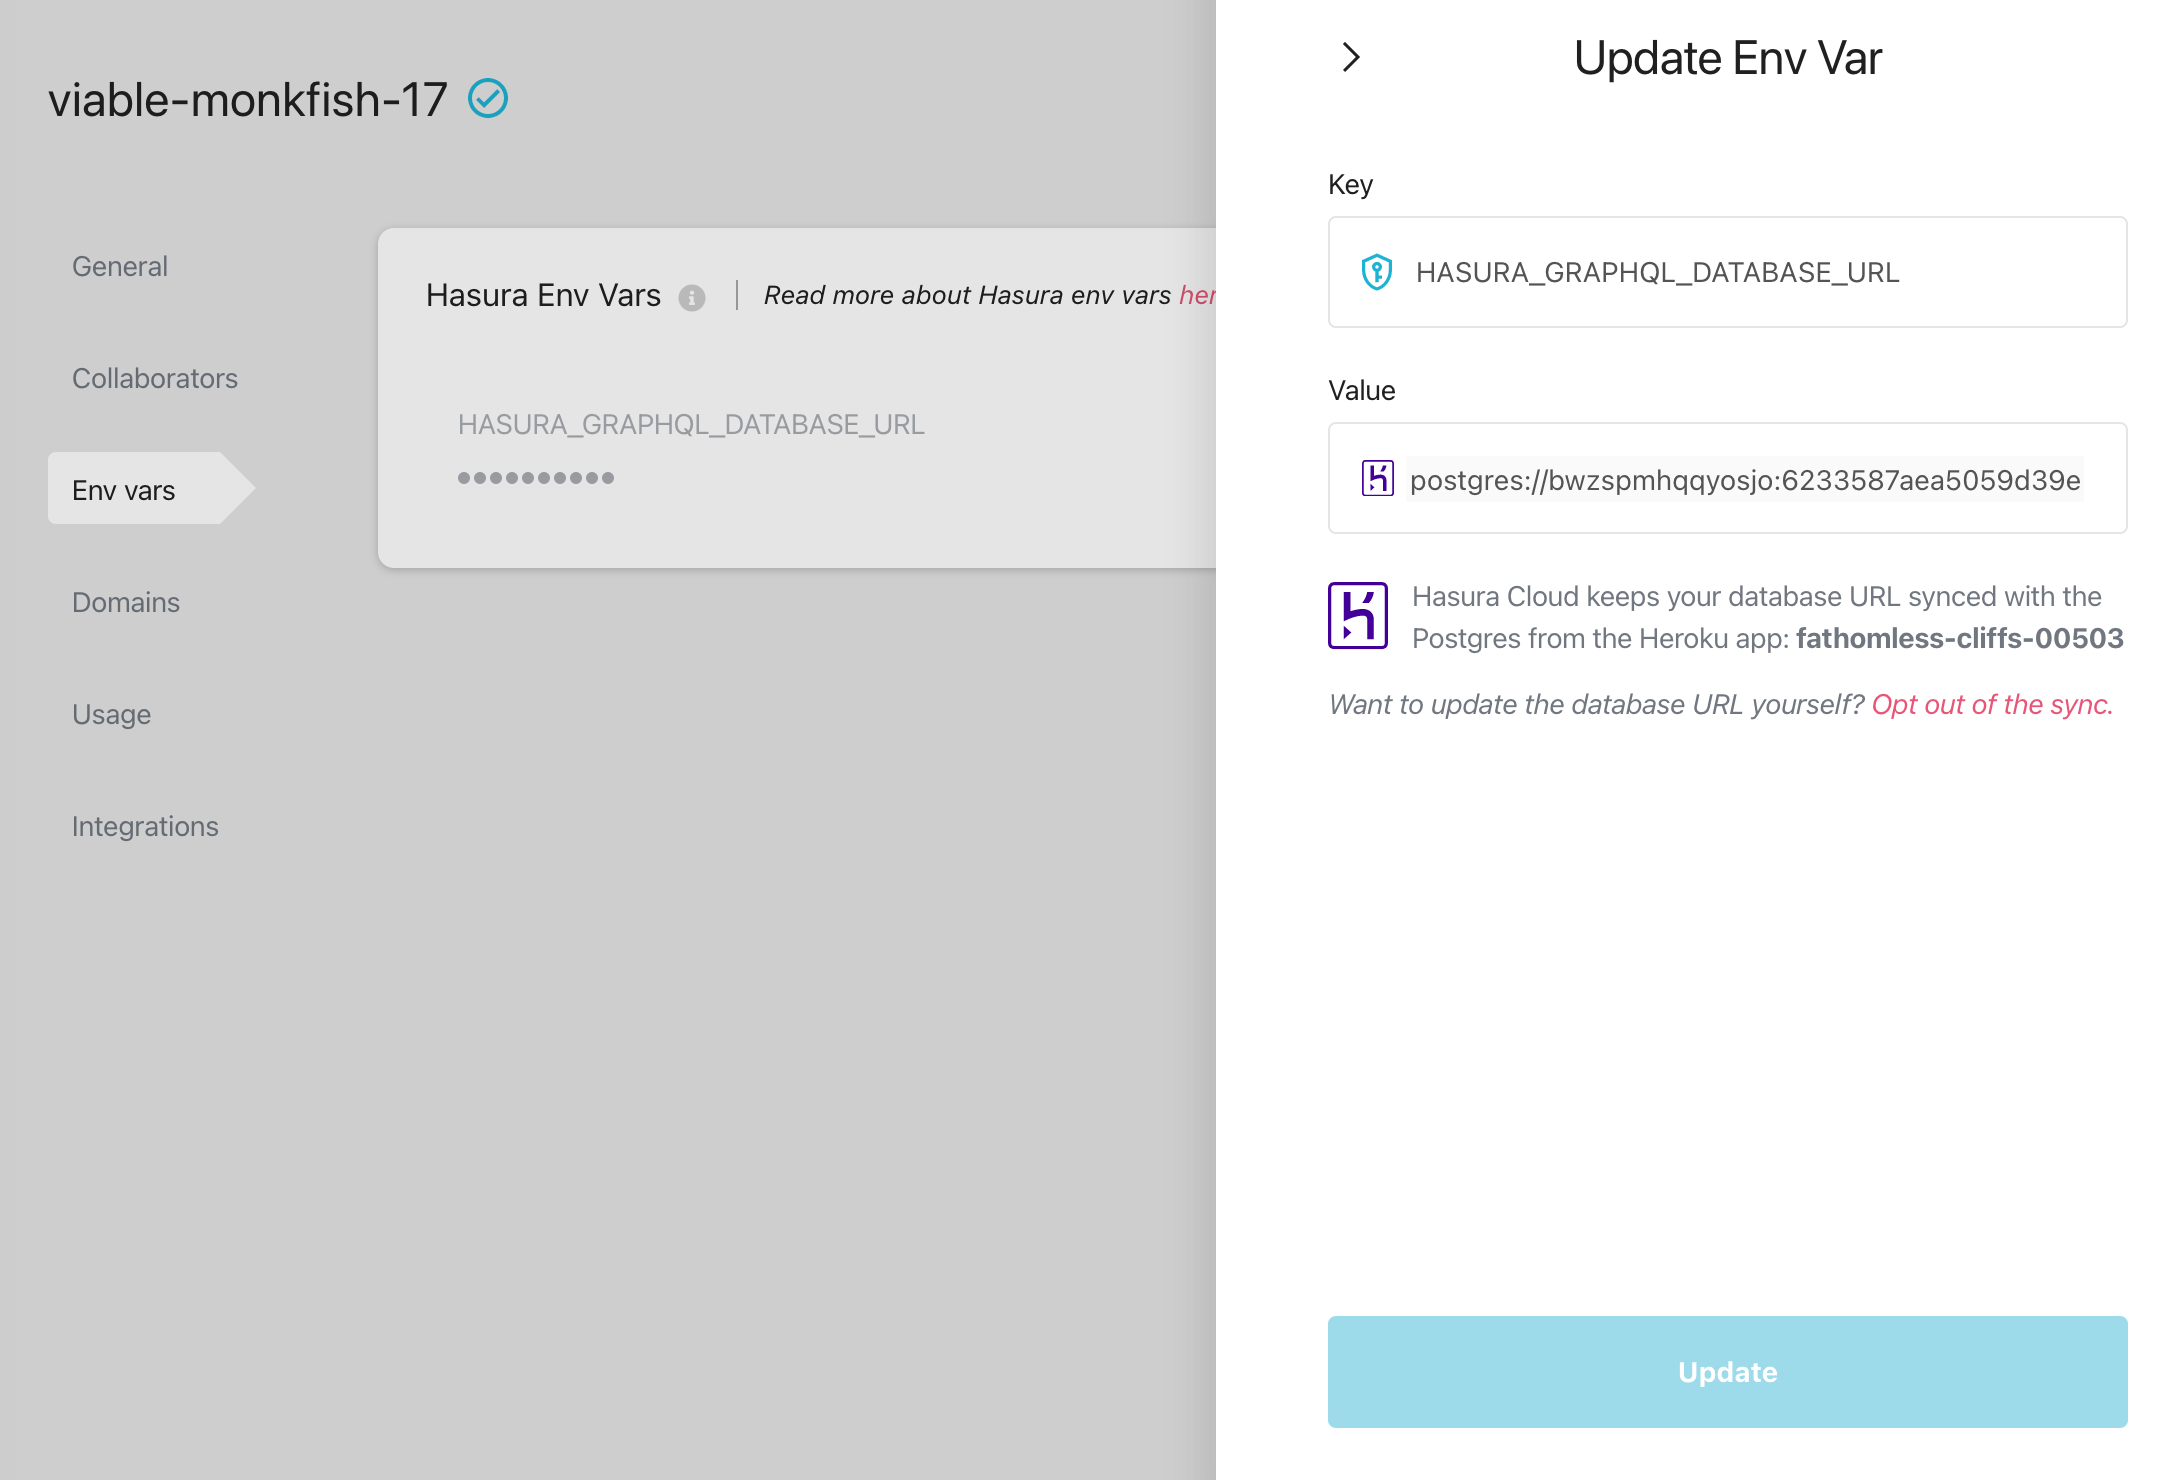 viable-monkfish-17
General
Collaborators
Env vars
Domains
Usage
Integrations
Hasura Env Vars
Read more about Hasura env vars her
HASURA_GRAPHQL_DATABASE_URL
Update Env Var
Key
HASURA_GRAPHQL_DATABASE_URL
Value
postgres://bwzspmhqqyosjo:6233587aea5059d39e
Hasura Cloud keeps your database URL synced with the
Postgres from the Heroku app: fathomless-cliffs-00503
Want to update the database URL yourself? Opt out of the sync.
Update